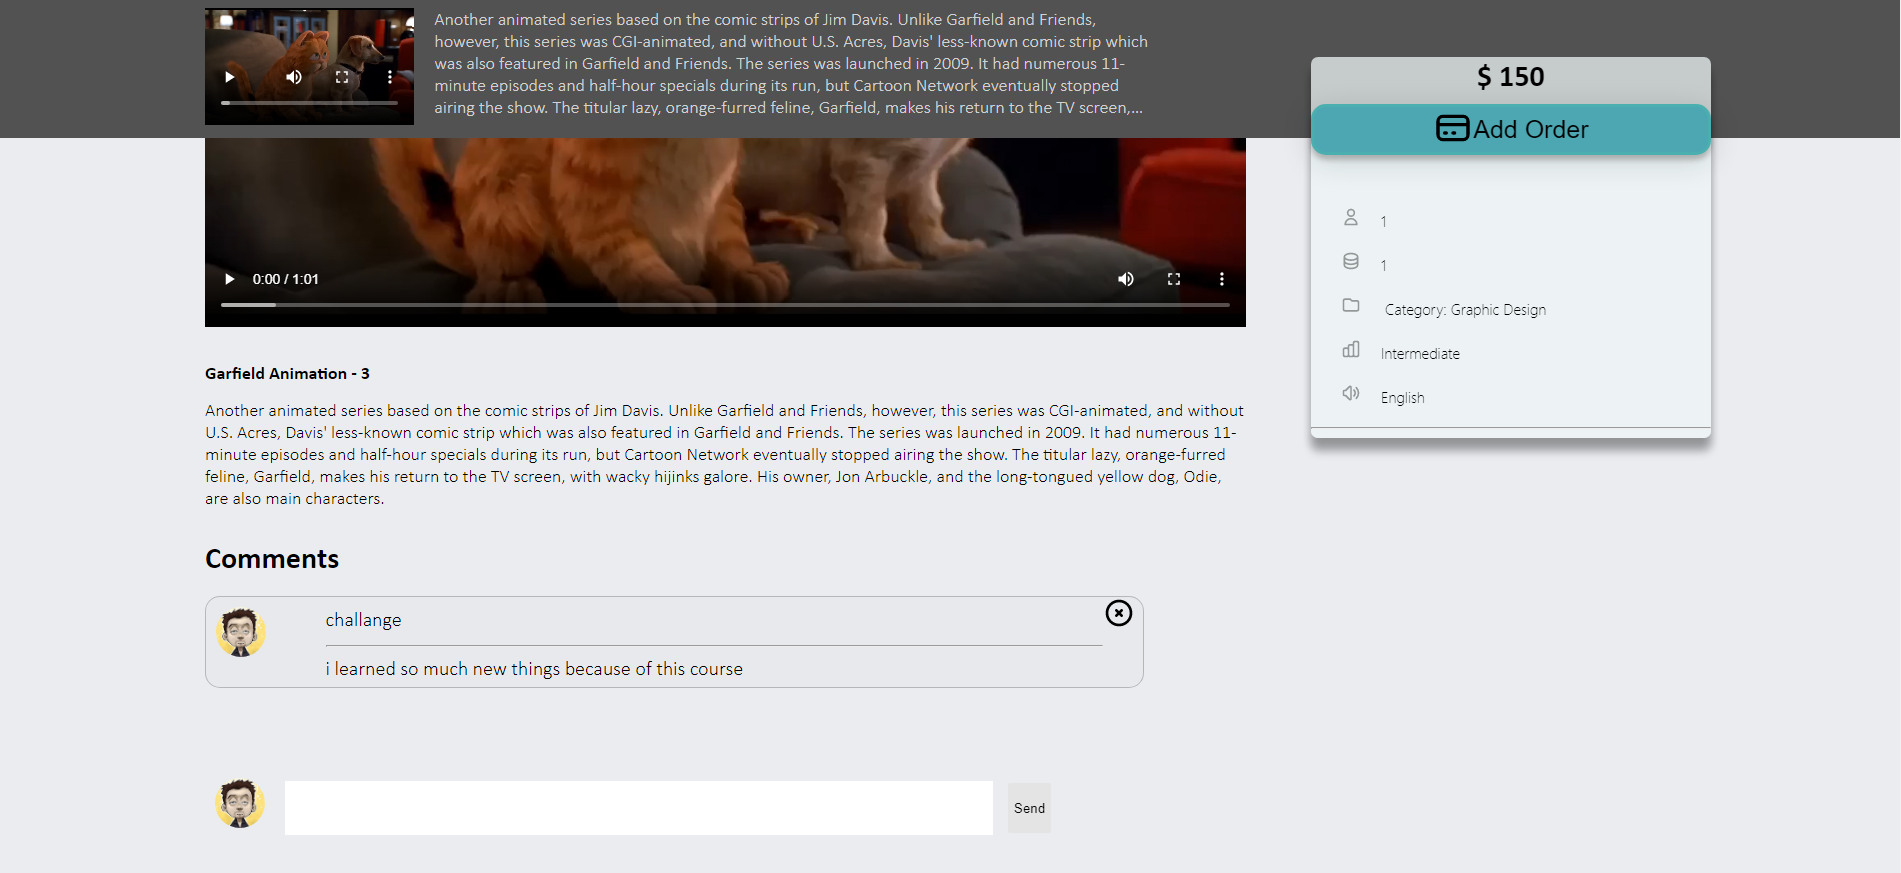 Another animated series based on the comic strips of Jim Davis. Unlike Garfield and Friends,
however, this series was CGI-animated, and without U.S. Acres, Davis' less-known comic strip which
was also featured in Garfield and Friends. The series was launched in 2009. It had numerous 11-
minute episodes and half-hour specials during its run, but Cartoon Network eventually stopped
airing the show. The titular lazy, orange-furred feline, Garfield, makes his return to the TV screen,...
$ 150
Add Order
1
1
Category: Graphic Design
Intermediate
English
0:00 / 1:01
Garfield Animation - 3
Another animated series based on the comic strips of Jim Davis. Unlike Garfield and Friends, however, this series was CGI-animated, and without
U.S. Acres, Davis' less-known comic strip which was also featured in Garfield and Friends. The series was launched in 2009. It had numerous 11-
minute episodes and half-hour specials during its run, but Cartoon Network eventually stopped airing the show. The titular lazy, orange-furred
feline, Garfield, makes his return to the TV screen, with wacky hijinks galore. His owner, Jon Arbuckle, and the long-tongued yellow dog, Odie,
are also main characters.
Comments
challange
i learned so much new things because of this course
Send